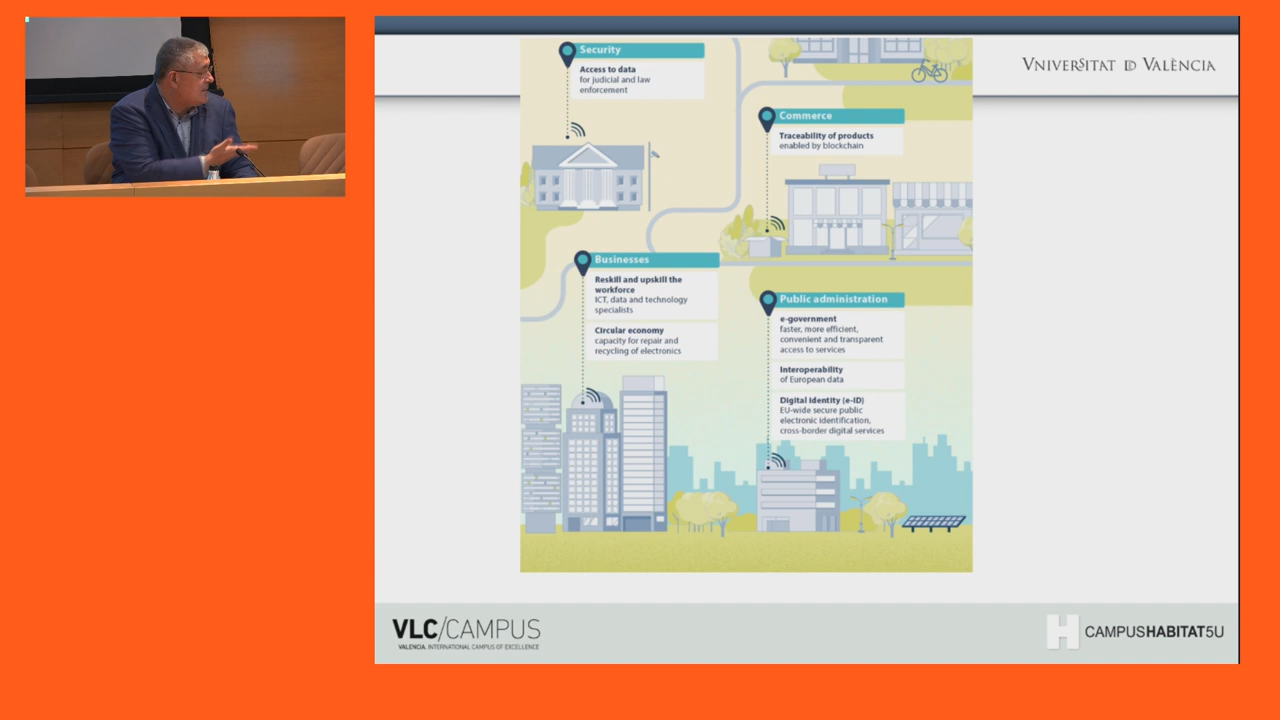 Security
Access to data
for judicial and law
enforcement
VNIVERSITAT ID VALÈNCIA
Commerce
Traceability of products
enabled by blockchain
Businesses
Reskill and upskill the
workforce
ICT, data and technology
specialists
Circular economy
capacity for repair and
recycling of electronics
Public administration
e-government
faster, more efficient,
convenient and transparent
access to services
Interoperability
of European data
Digital identity (e-ID)
EU-wide secure public
electronic identification,
cross-border digital services
VLC/CAMPUS
VALENCIA. INTERNATIONAL CAMPUS OF EXCELLENCE
H CAMPUSHABITAT5U